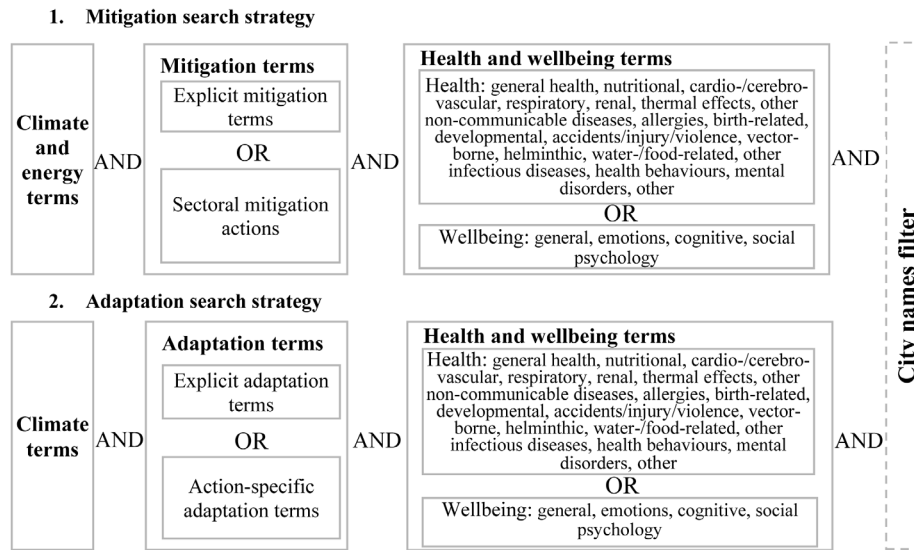 1. Mitigation search strategy
Climate
and
energy
terms
AND
Mitigation terms
Explicit mitigation
terms
OR
Sectoral mitigation
actions
AND
Health and wellbeing terms
Health: general health, nutritional, cardio-/cerebro-
vascular, respiratory, renal, thermal effects, other
non-communicable diseases, allergies, birth-related,
developmental, accidents/injury/violence, vector-
borne, helminthic, water-/food-related, other
infectious diseases, health behaviours, mental
disorders, other
OR
Wellbeing: general, emotions, cognitive, social
psychology
AND
2. Adaptation search strategy
Climate
terms
AND
Adaptation terms
Explicit adaptation
terms
OR
Action-specific
adaptation terms
AND
Health and wellbeing terms
Health: general health, nutritional, cardio-/cerebro-
vascular, respiratory, renal, thermal effects, other
non-communicable diseases, allergies, birth-related,
developmental, accidents/injury/violence, vector-
borne, helminthic, water-/food-related, other
infectious diseases, health behaviours, mental
disorders, other
OR
Wellbeing: general, emotions, cognitive, social
psychology
AND
City names filter